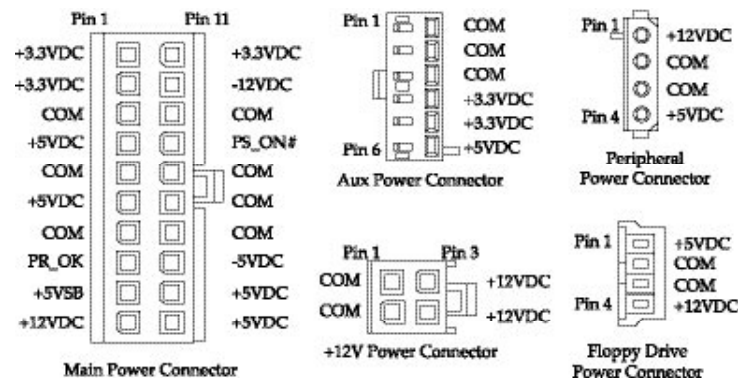 Pin 1 Pin 11
+3.3VDC +3.3VDC
+3.3VDC -12VDC
COM COM
+5VDC PS_ON#
COM COM
+5VDC COM
COM COM
PR_OK -5VDC
+5VSB +5VDC
+12VDC +5VDC
Main Power Connector
Pin 1 COM
COM
COM
+3.3VDC
+3.3VDC
Pin 6 +5VDC
Aux Power Connector
Pin 1 +12VDC
COM
COM
Pin 4 +5VDC
Peripheral
Power Connector
Pin 1 Pin 3
COM +12VDC
COM +12VDC
+12V Power Connector
Pin 1 +5VDC
COM
COM
Pin 4 +12VDC
Floppy Drive
Power Connector